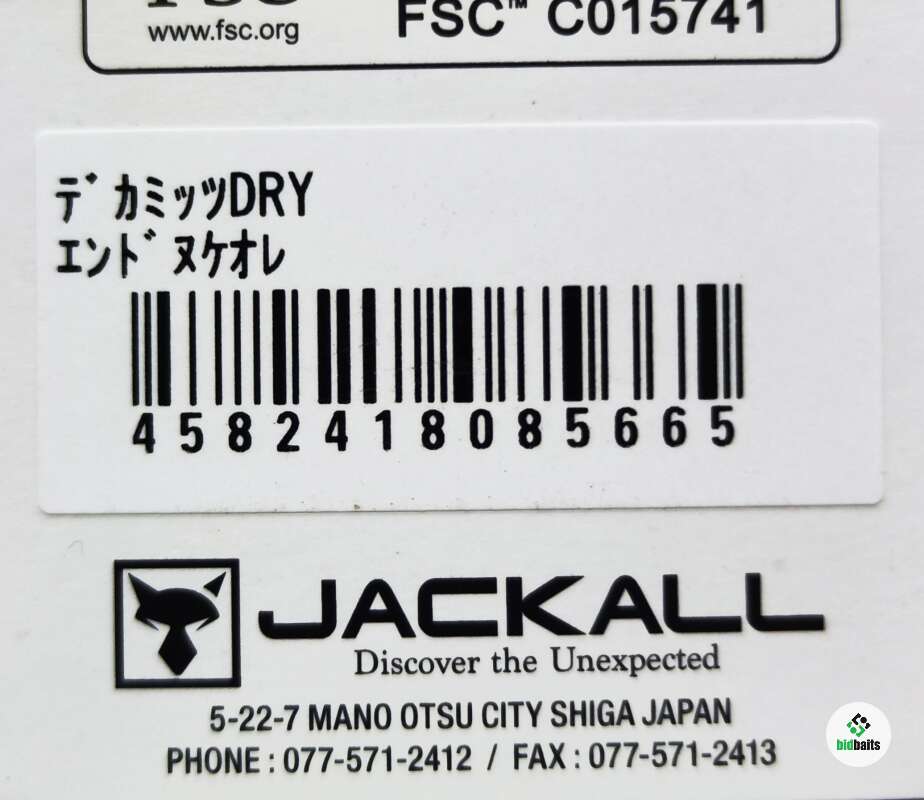 www.fsc.org
FSC™ C015741
デカミッツDRY
エンドヌケオレ
4582418085665
JACKALL
Discover the Unexpected
5-22-7 MANO OTSU CITY SHIGA JAPAN
PHONE : 077-571-2412 / FAX : 077-571-2413
bidbaits